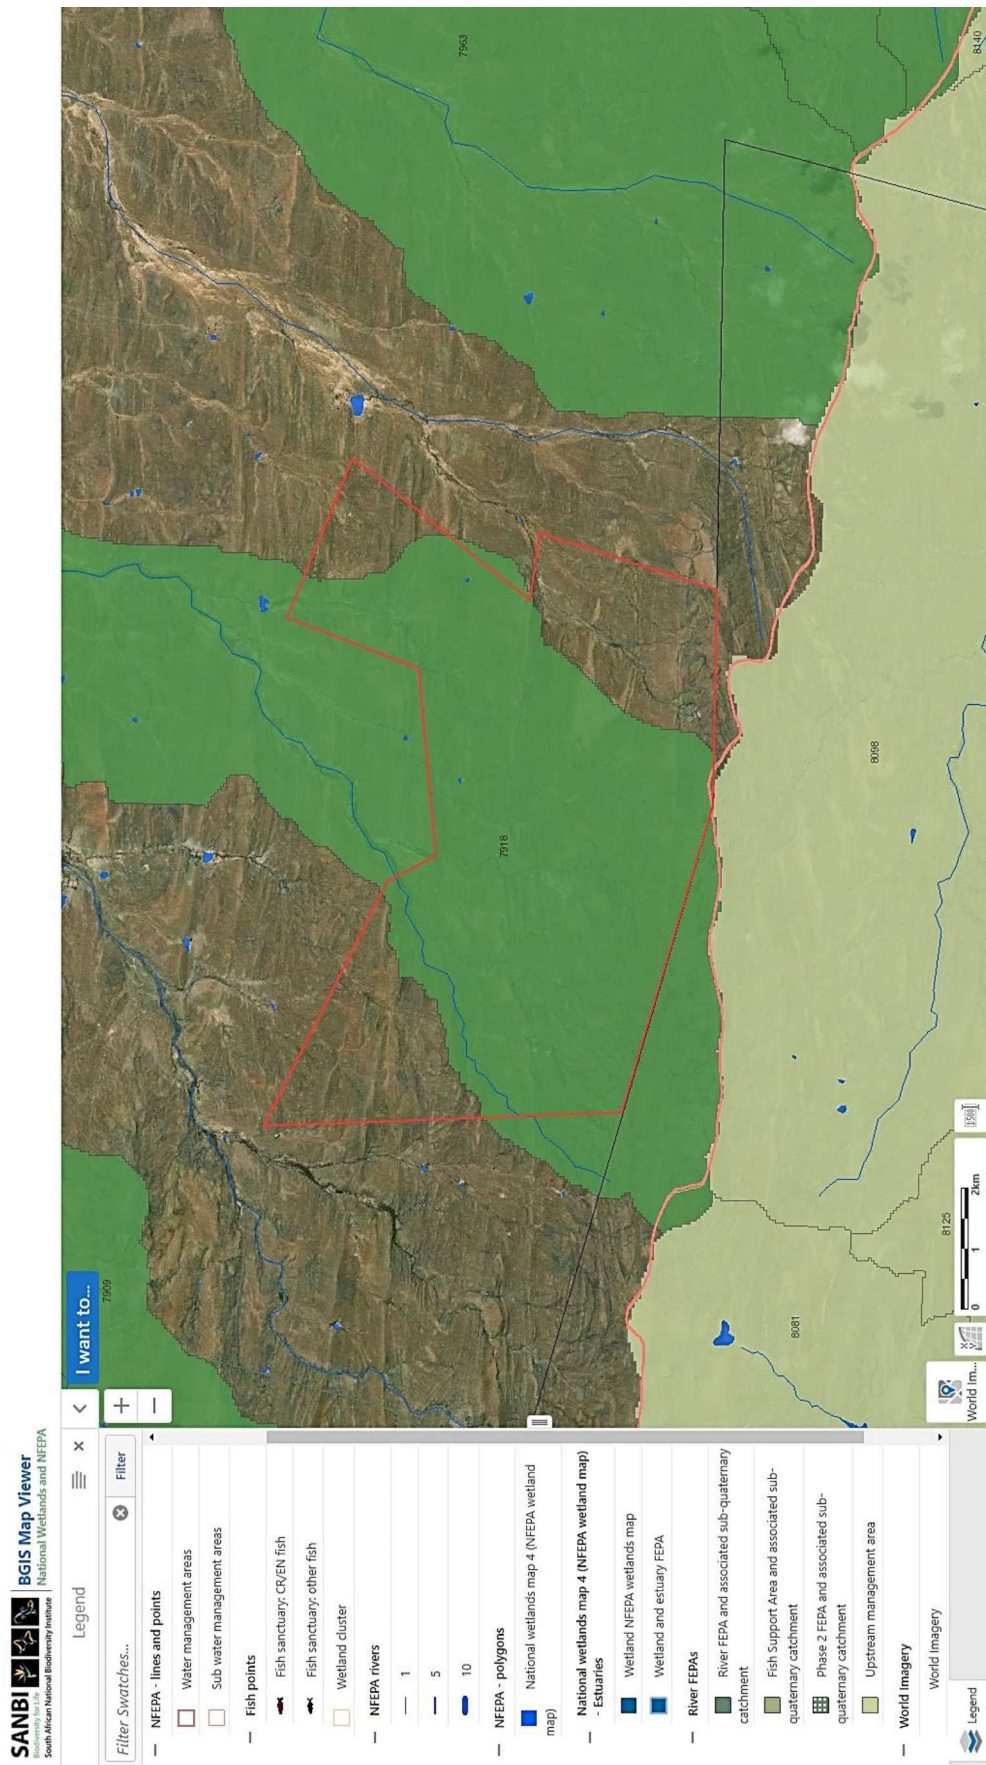 SANBI
Biodiversity for Life
South African National Biodiversity Institute
BGIS Map Viewer
National Wetlands and NFEPA
Legend
Filter Swatches...
Filter
NFEPA - lines and points
Water management areas
Sub water management areas
Fish points
Fish sanctuary: CR/EN fish
Fish sanctuary: other fish
Wetland cluster
NFEPA rivers
1
5
10
NFEPA - polygons
National wetlands map 4 (NFEPA wetland
map)
National wetlands map 4 (NFEPA wetland map)
- Estuaries
Wetland NFEPA wetlands map
Wetland and estuary FEPA
River FEPAs
River FEPA and associated sub-quaternary
catchment
Fish Support Area and associated sub-
quaternary catchment
Phase 2 FEPA and associated sub-
quaternary catchment
Upstream management area
World Imagery
World Imagery
Legend
I want to...
7909
7963
7918
8140
8098
8125
8081
World Im...
0 1 2km
1:500